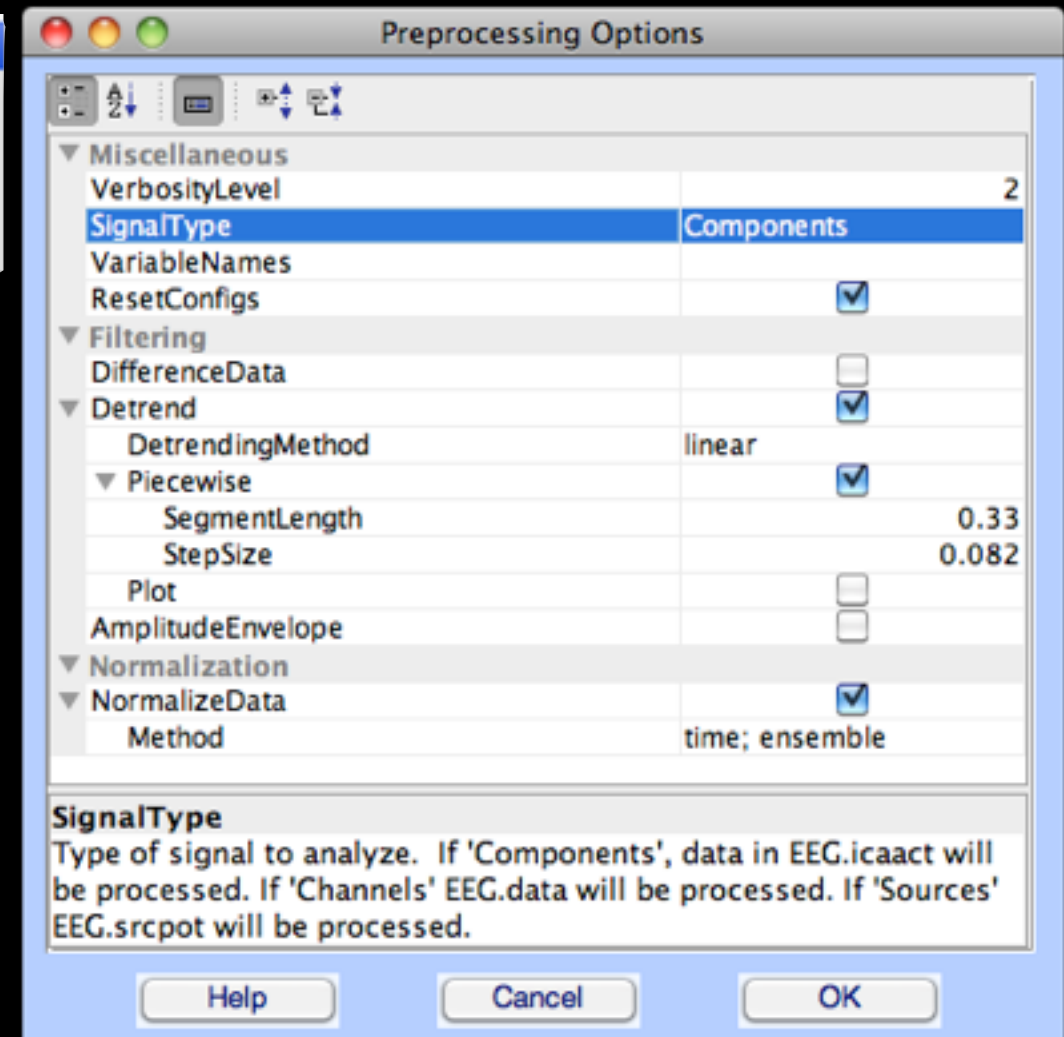 Preprocessing Options
A
Z
Miscellaneous
VerbosityLevel 2
SignalType Components
VariableNames
ResetConfigs
Filtering
DifferenceData
Detrend
DetrendingMethod linear
Piecewise
SegmentLength 0.33
StepSize 0.082
Plot
AmplitudeEnvelope
Normalization
NormalizeData
Method time; ensemble
SignalType
Type of signal to analyze.  If 'Components', data in EEG.icaact will
be processed. If 'Channels' EEG.data will be processed. If 'Sources'
EEG.srcpot will be processed.
Help Cancel OK